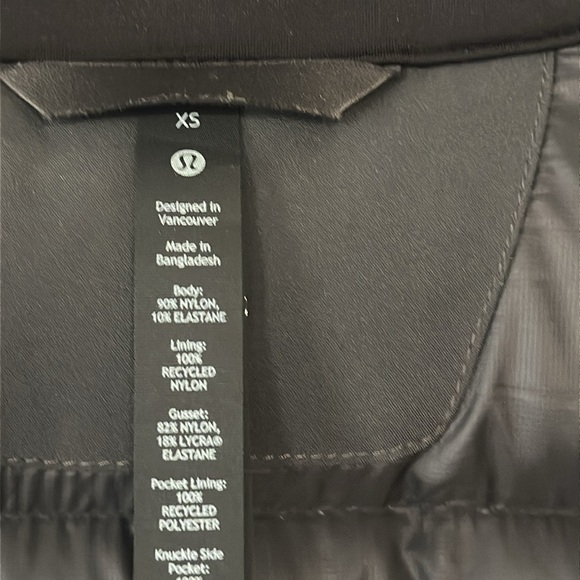 XS
Designed in
Vancouver
Made in
Bangladesh
Body:
90% NYLON,
10% ELASTANE
Lining:
100%
RECYCLED
NYLON
Gusset:
82% NYLON,
18% LYCRA®
ELASTANE
Pocket Lining:
100%
RECYCLED
POLYESTER
Knuckle Side
Pocket:
100%